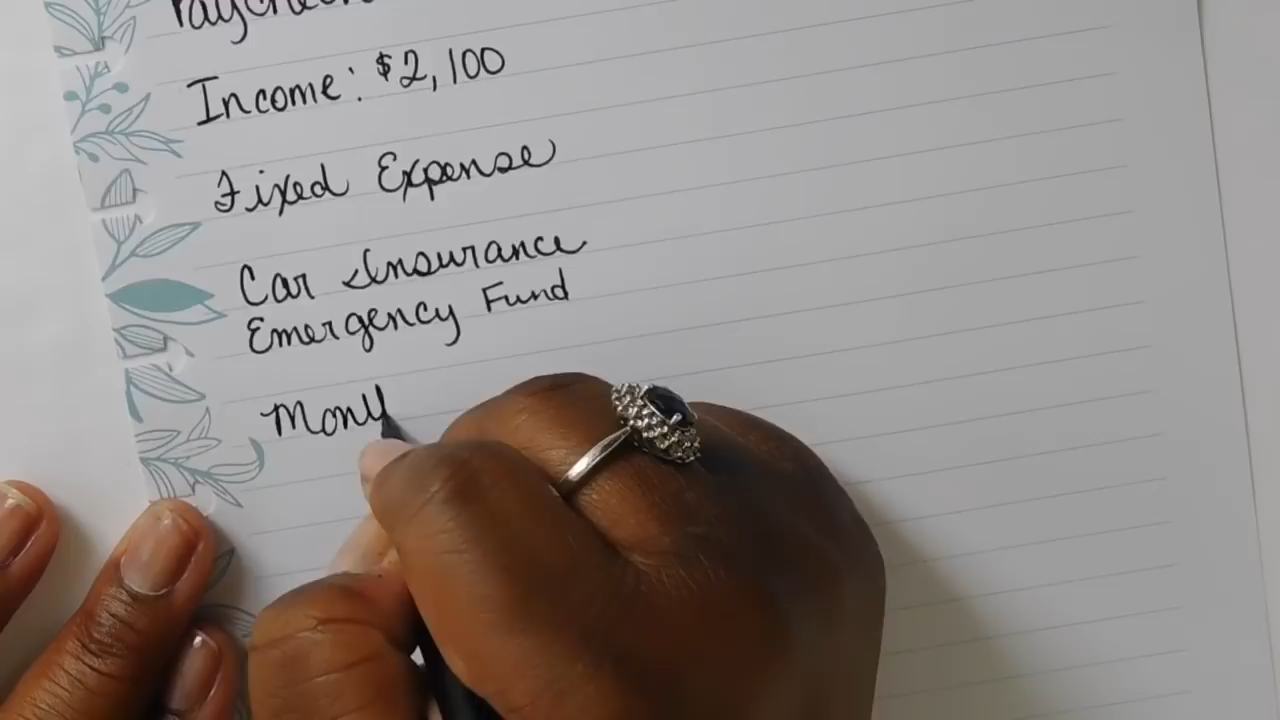 Income: $2,100
Fixed Expense
Car Insurance
Emergency Fund